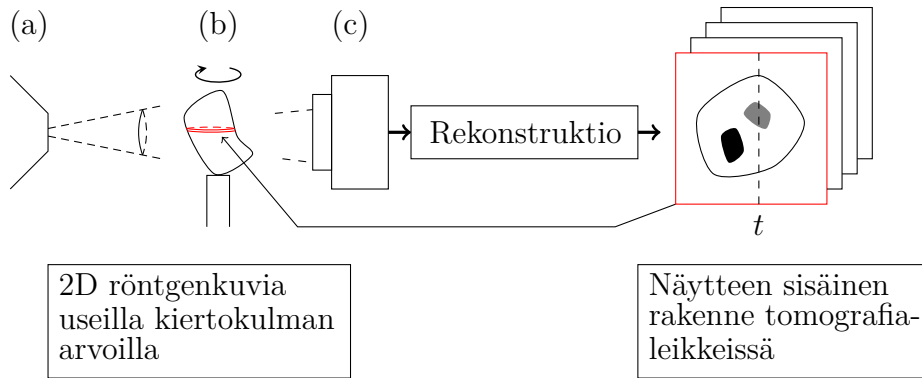 (a)
(b)
(c)
Rekonstruktio
t
2D röntgenkuvia
useilla kiertokulman
arvoilla
Näytteen sisäinen
rakenne tomografia-
leikkeissä